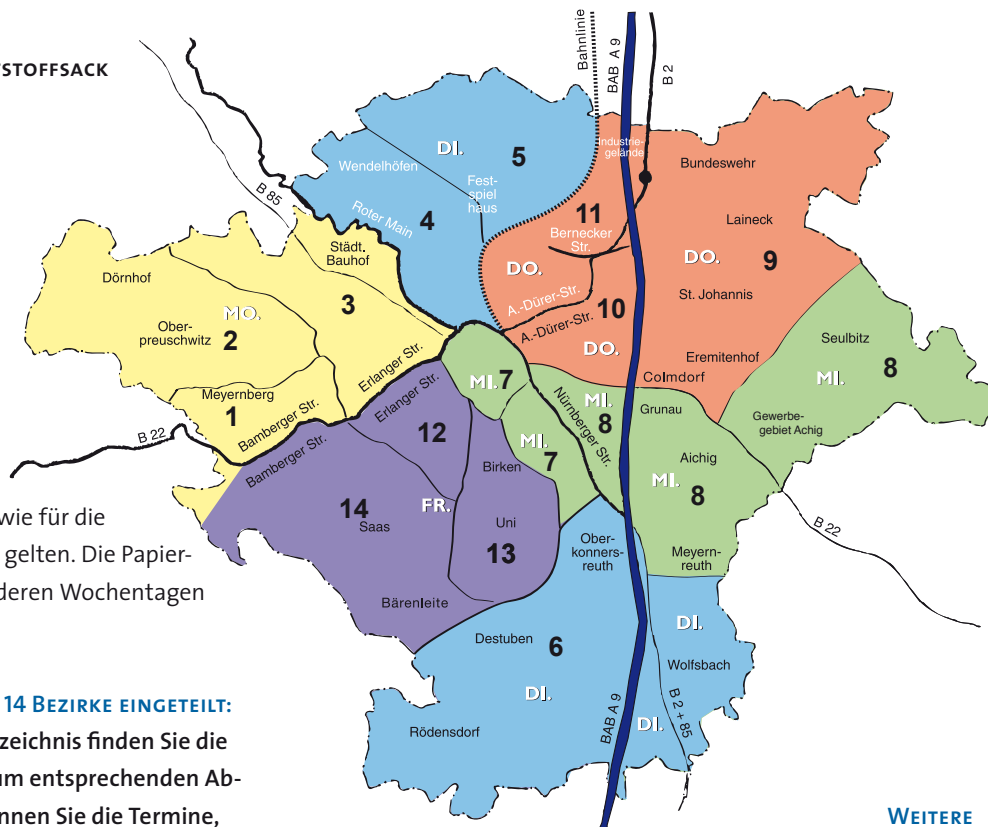 TSTOFFSACK
Bahnlinie
BAB A 9
B 2
B 85
DI.
5
Wendelhöfen
Fest-
spiel
haus
4
Roter Main
Industrie-
gelände
Bundeswehr
11
Bernecker
Str.
Laineck
DO.
DO.
9
A.-Dürer-Str.
St. Johannis
A.-Dürer-Str.
10
DO.
Eremitenhof
Colmdorf
Städt.
Bauhof
Dörnhof
3
MO.
Ober-
preuschwitz
2
Erlanger Str.
Meyernberg
1
Bamberger Str.
B 22
Seulbitz
8
MI.
Gewerbe-
gebiet Achig
MI. 7
Nürnberger Str.
MI.
8
Grunau
MI.
7
Aichig
MI.
8
Meyern-
reuth
B 22
Erlanger Str.
12
Bamberger Str.
Birken
14
Saas
FR.
Uni
13
Bärenleite
Ober-
konners-
reuth
Destuben
6
DI.
Wolfsbach
DI.
Rödensdorf
BAB A 9
DI.
B 2 + 85
wie für die
gelten. Die Papier-
deren Wochentagen
14 Bezirke eingeteilt:
zeichnis finden Sie die
um entsprechenden Ab-
nnen Sie die Termine,
Weitere